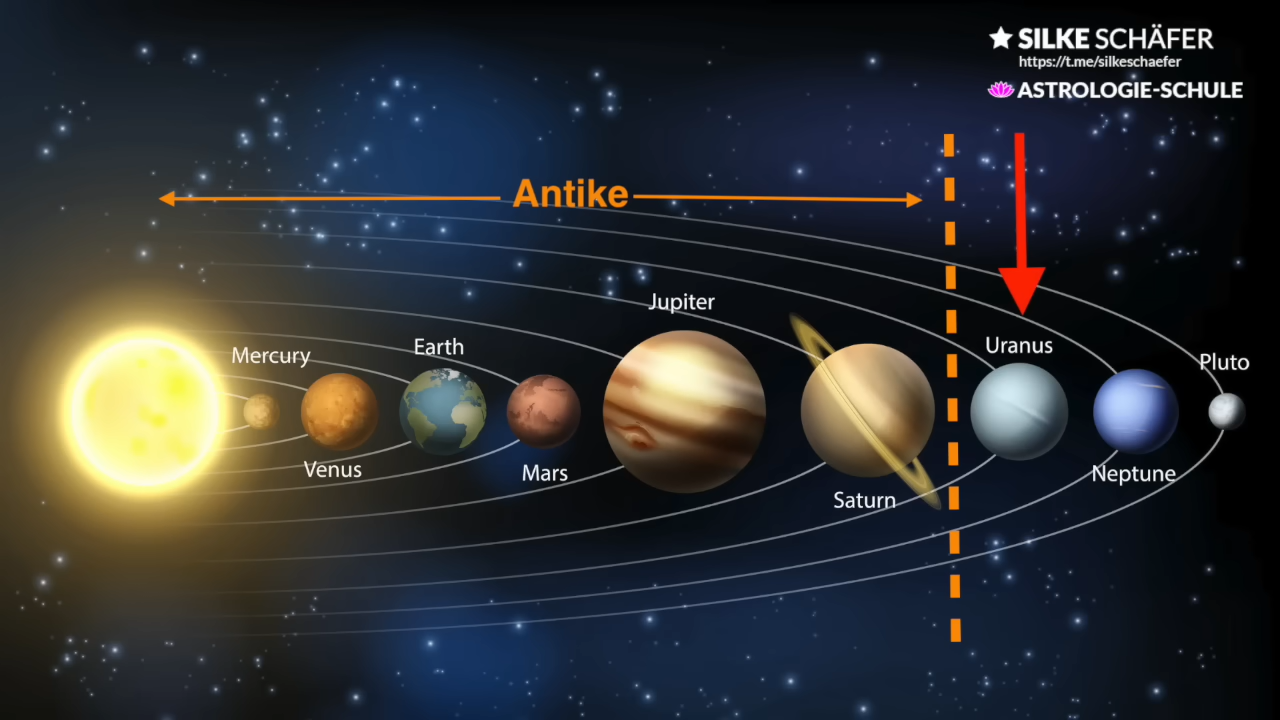 SILKE SCHÄFER
https://t.me/silkeschaefer
ASTROLOGIE-SCHULE
Antike
Jupiter
Mercury
Earth
Uranus
Pluto
Venus
Mars
Saturn
Neptune